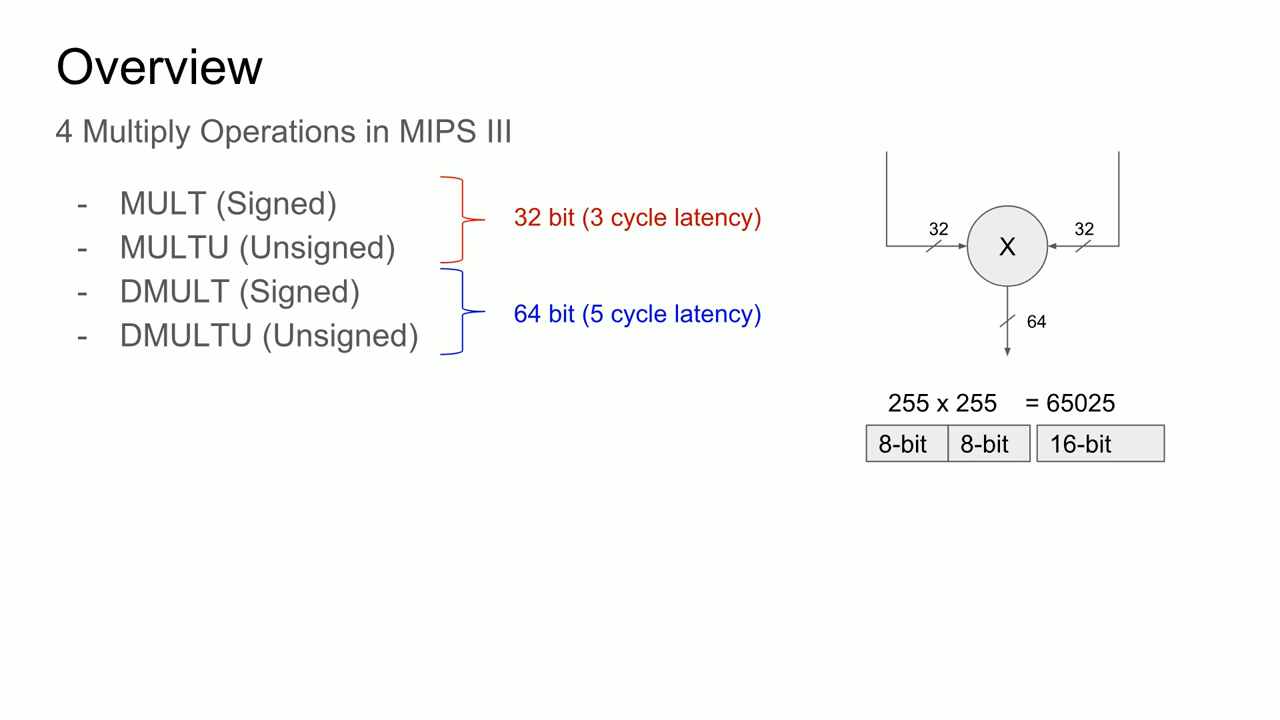 Overview
4 Multiply Operations in MIPS III
- MULT (Signed)
- MULTU (Unsigned)
- DMULT (Signed)
- DMULTU (Unsigned)
32 bit (3 cycle latency)
64 bit (5 cycle latency)
32 32
X
64
255 x 255 = 65025
8-bit 8-bit 16-bit